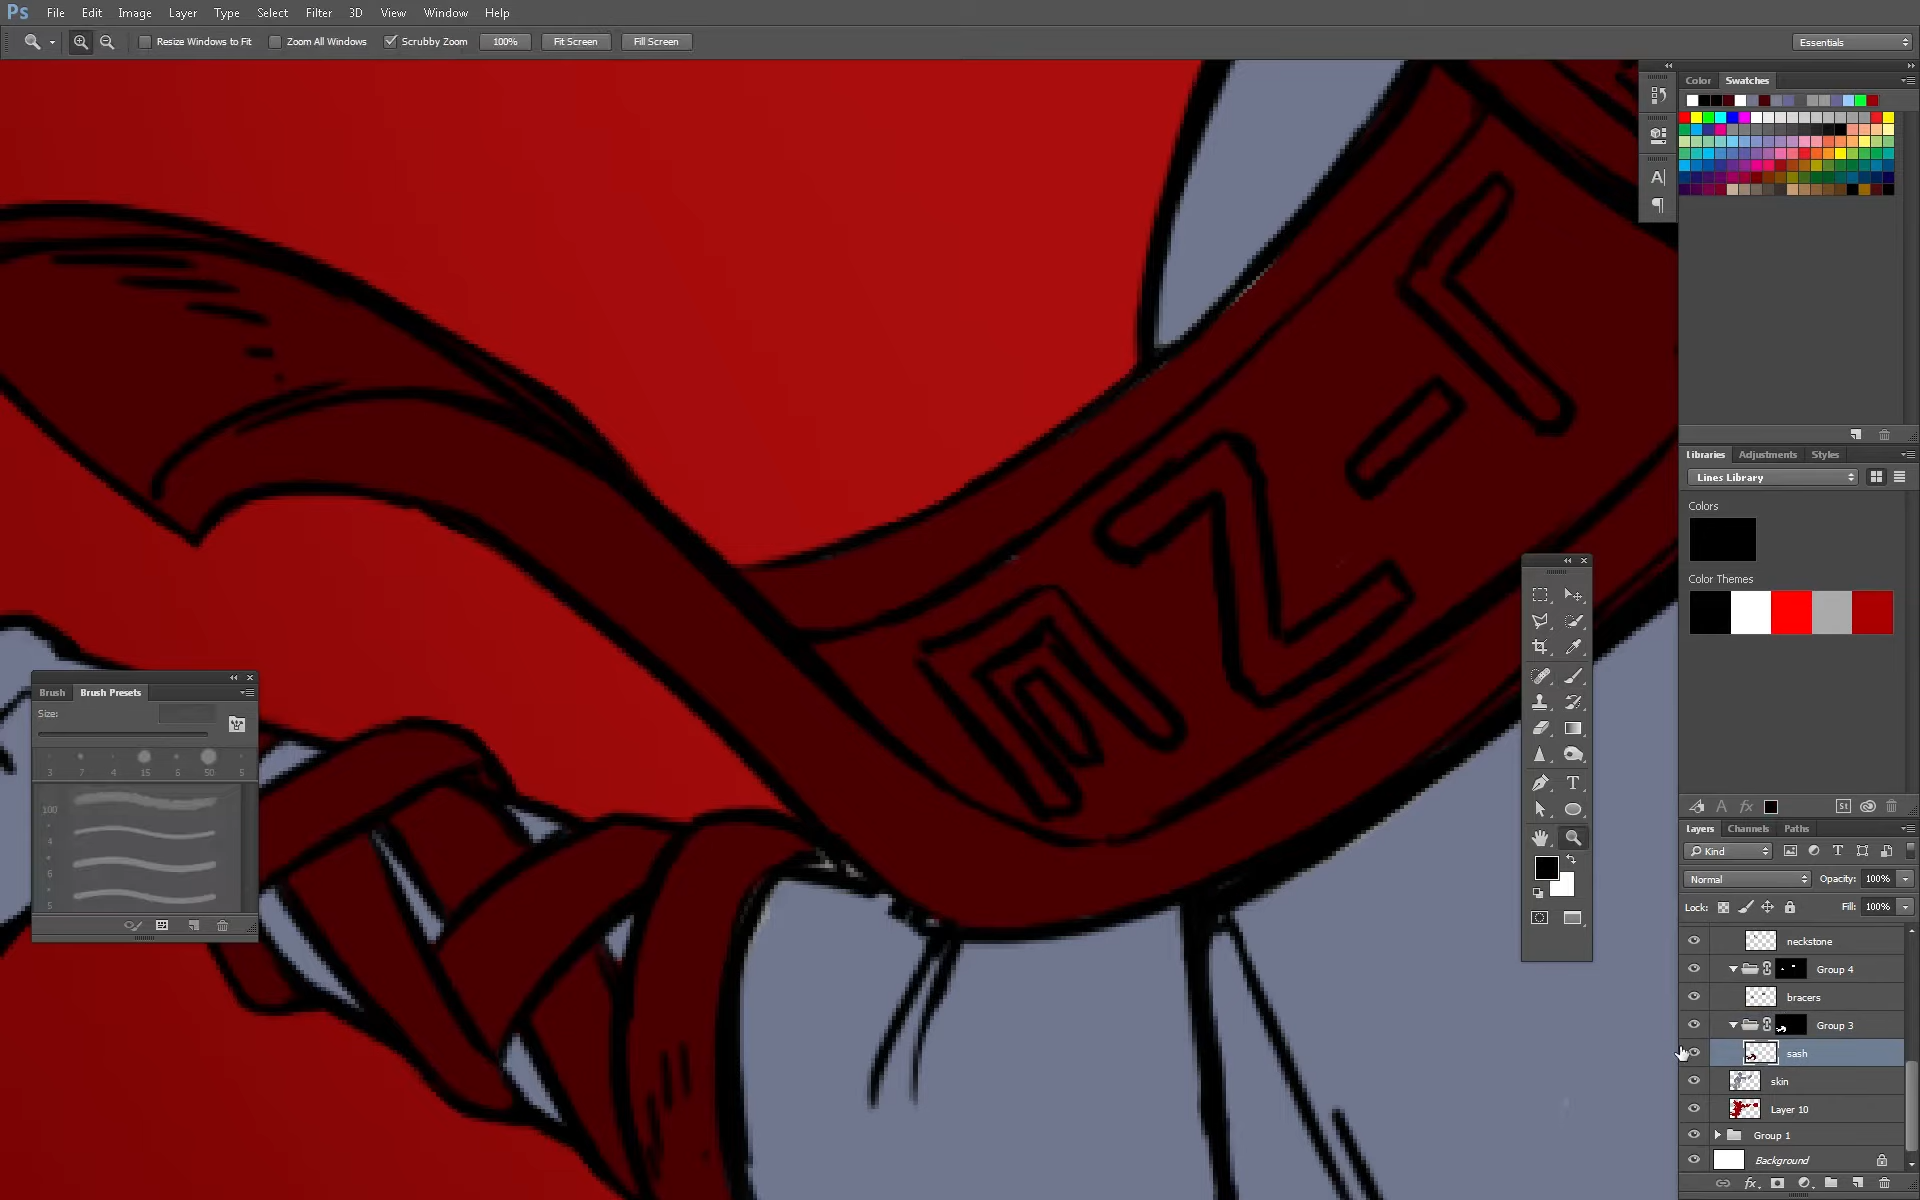 Ps File Edit Image Layer Type Select Filter 3D View Window Help
Resize Windows to Fit Zoom All Windows Scrubby Zoom 100% Fit Screen Fill Screen Essentials
Color Swatches
A|
¶
Libraries Adjustments Styles
Lines Library
Colors
Color Themes
Brush Brush Presets
Size:
3 7 4 15 6 50 5
100
4
6
5
T
A fx St
Layers Channels Paths
Kind T
Normal Opacity: 100%
Lock: Fill: 100%
neckstone
Group 4
bracers
Group 3
sash
skin
Layer 10
Group 1
Background
fx